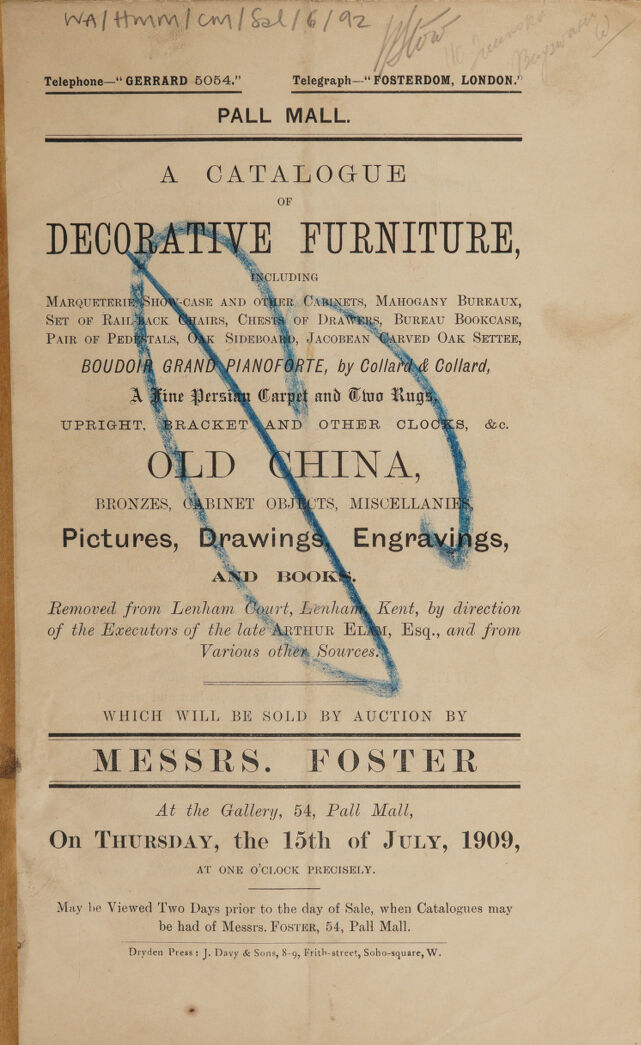 WA/HMM/CM/Sal/6/92
Telephone—"GERRARD 5054."
Telegraph—"FOSTERDOM, LONDON."
PALL MALL.
A CATALOGUE
OF
DECORATIVE FURNITURE,
INCLUDING
MARQUETERIE SHOW-CASE AND OTHER CABINETS, MAHOGANY BUREAUX,
SET OF RAIL-BACK CHAIRS, CHESTS OF DRAWERS, BUREAU BOOKCASE,
PAIR OF PEDESTALS, OAK SIDEBOARD, JACOBEAN CARVED OAK SETTEE,
BOUDOIR GRAND PIANOFORTE, by Collard & Collard,
A Fine Persian Carpet and Two Rugs,
UPRIGHT, BRACKET AND OTHER CLOCKS, &c.
OLD CHINA,
BRONZES, CABINET OBJECTS, MISCELLANIES,
Pictures, Drawings, Engravings,
AND BOOKS.
Removed from Lenham Court, Lenham, Kent, by direction
of the Executors of the late ARTHUR ELAM, Esq., and from
Various other Sources.
WHICH WILL BE SOLD BY AUCTION BY
MESSRS. FOSTER
At the Gallery, 54, Pall Mall,
On THURSDAY, the 15th of JULY, 1909,
AT ONE O'CLOCK PRECISELY.
May be Viewed Two Days prior to the day of Sale, when Catalogues may
be had of Messrs. FOSTER, 54, Pall Mall.
Dryden Press: J. Davy & Sons, 8-9, Frith-street, Soho-square, W.